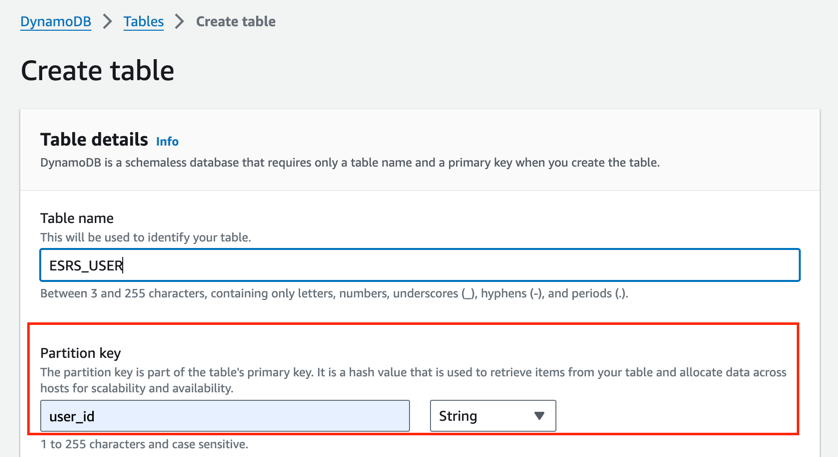 DynamoDB > Tables > Create table
Create table
Table details Info
DynamoDB is a schemaless database that requires only a table name and a primary key when you create the table.
Table name
This will be used to identify your table.
ESRS_USER
Between 3 and 255 characters, containing only letters, numbers, underscores (_), hyphens (-), and periods (.).
Partition key
The partition key is part of the table's primary key. It is a hash value that is used to retrieve items from your table and allocate data across
hosts for scalability and availability.
user_id String
1 to 255 characters and case sensitive.